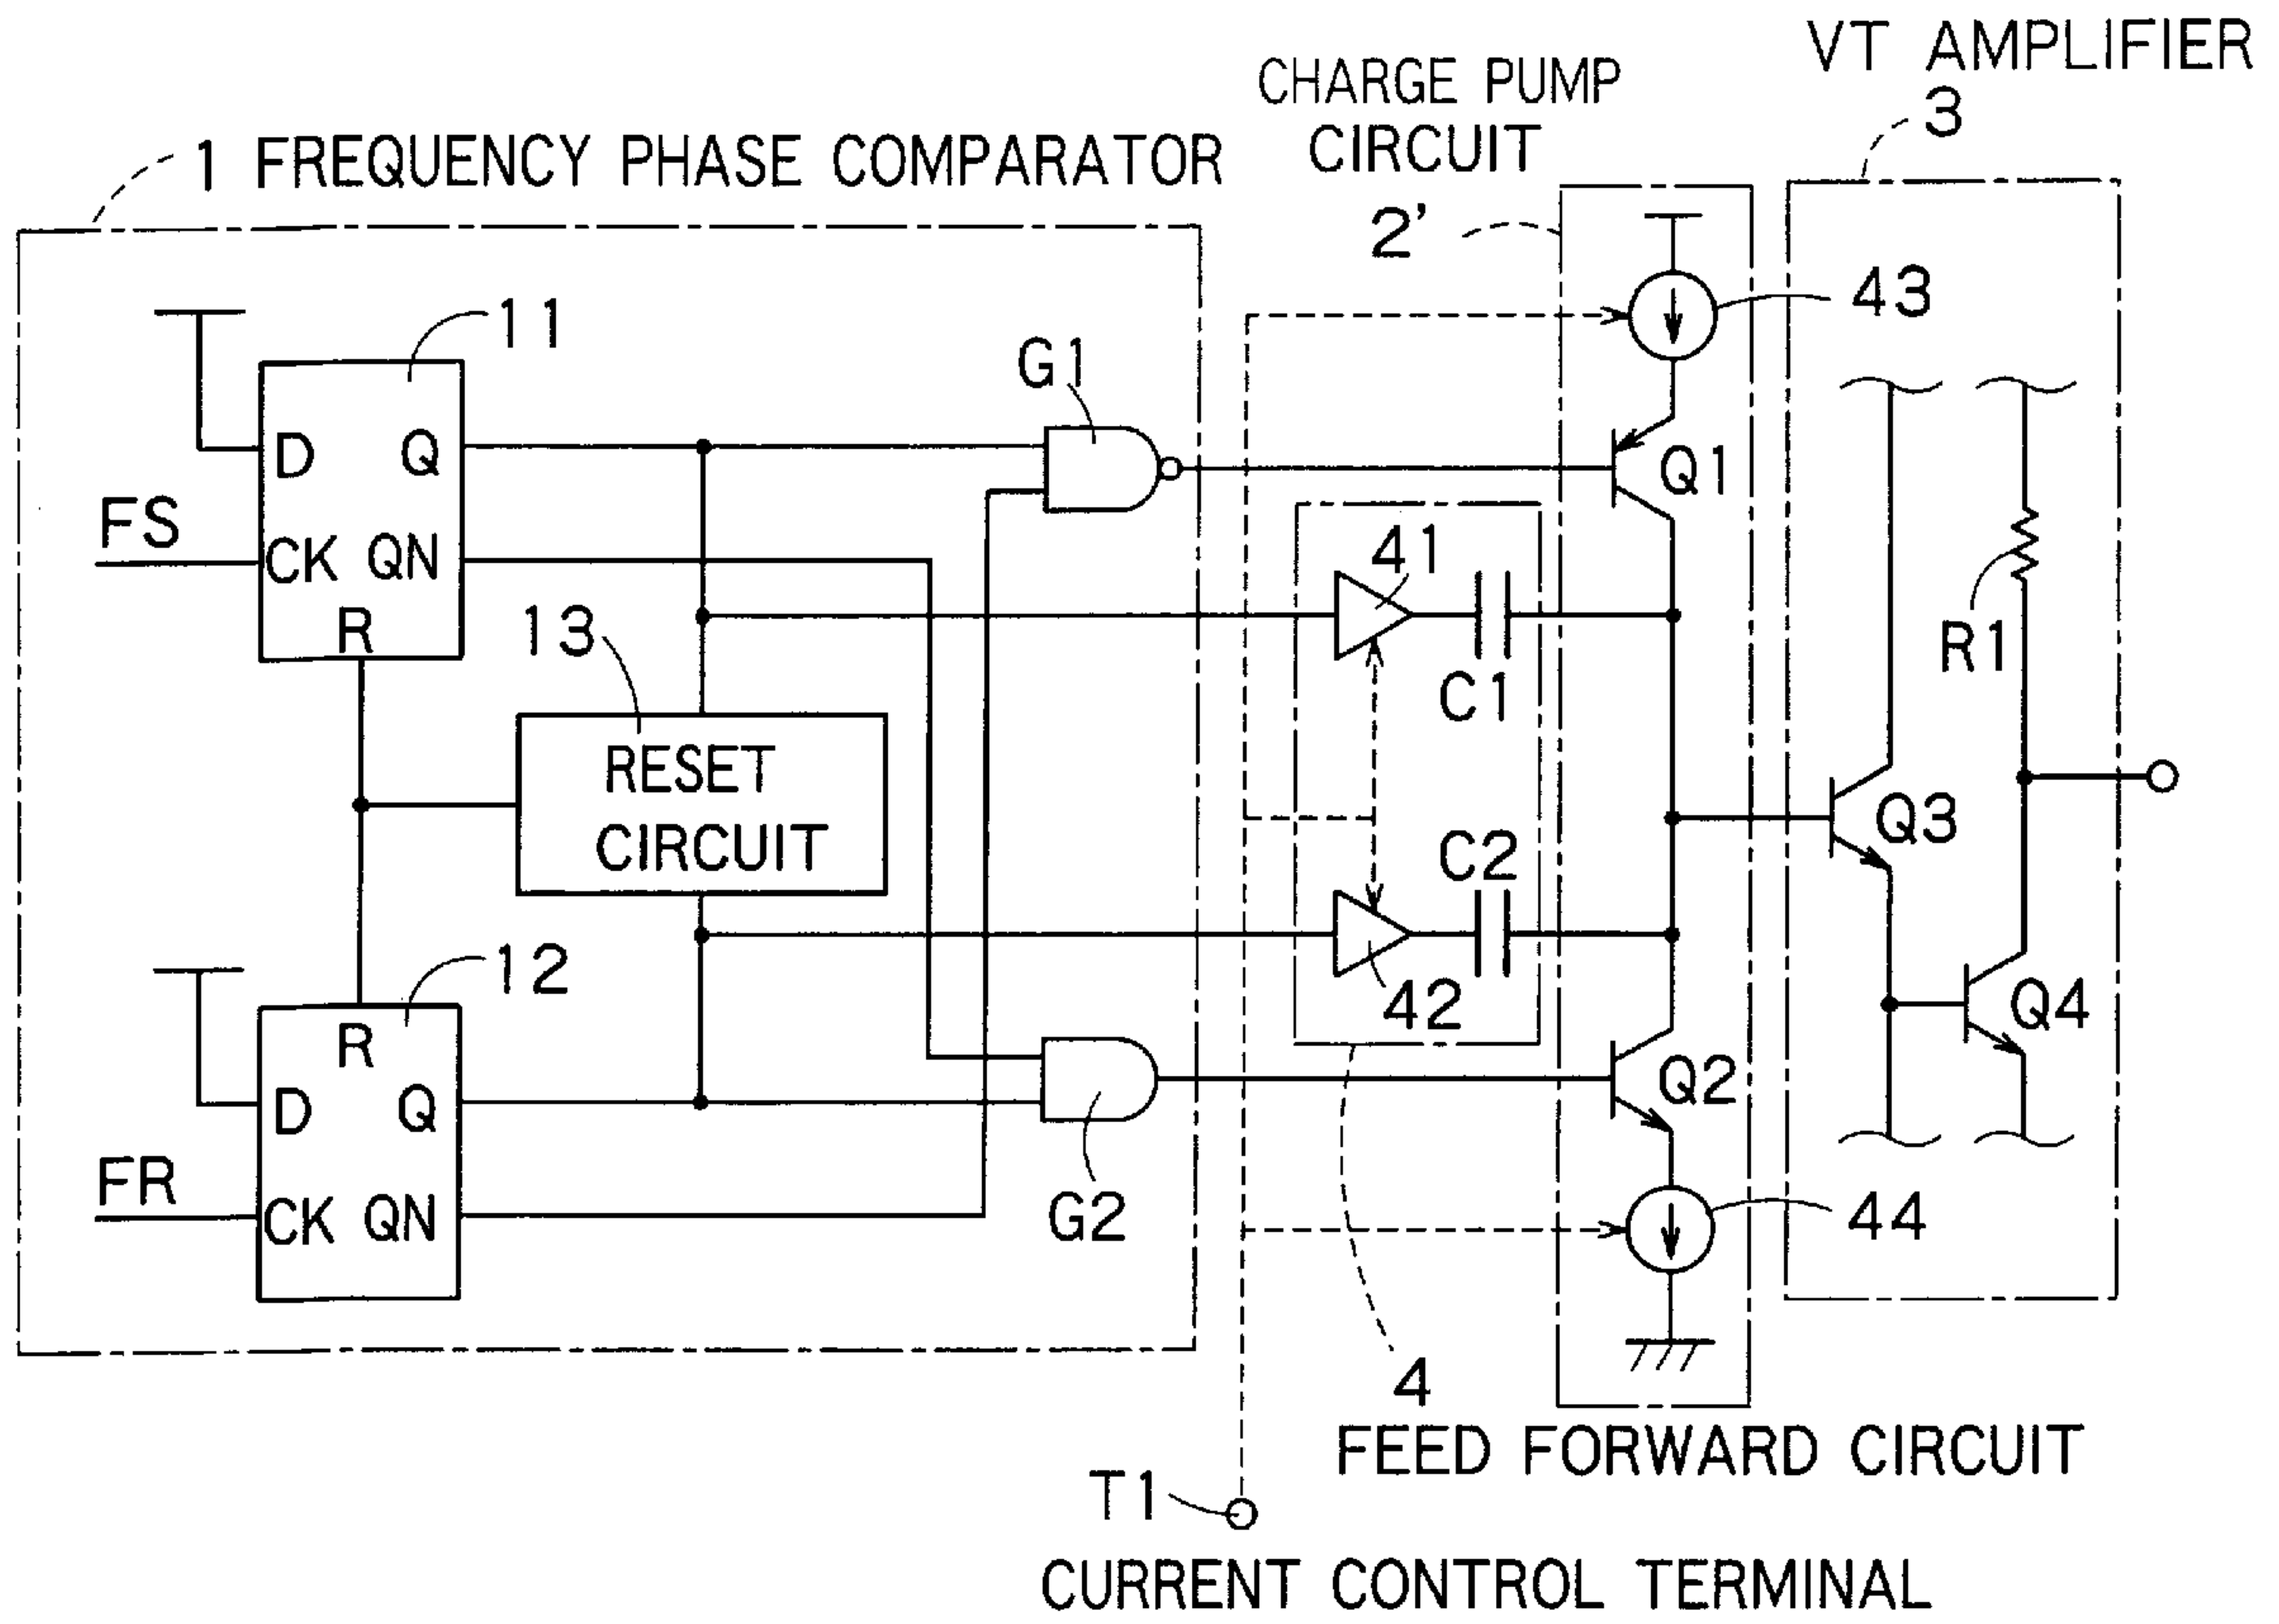 VT AMPLIFIER
3
CHARGE PUMP
CIRCUIT
2'
1 FREQUENCY PHASE COMPARATOR
43
11
G1
D
Q
Q1
FS
CK
QN
41
R
13
R1
C1
RESET
CIRCUIT
Q3
C2
12
42
Q4
R
D
Q
Q2
FR
CK
QN
G2
44
4
FEED FORWARD CIRCUIT
T1
CURRENT CONTROL TERMINAL